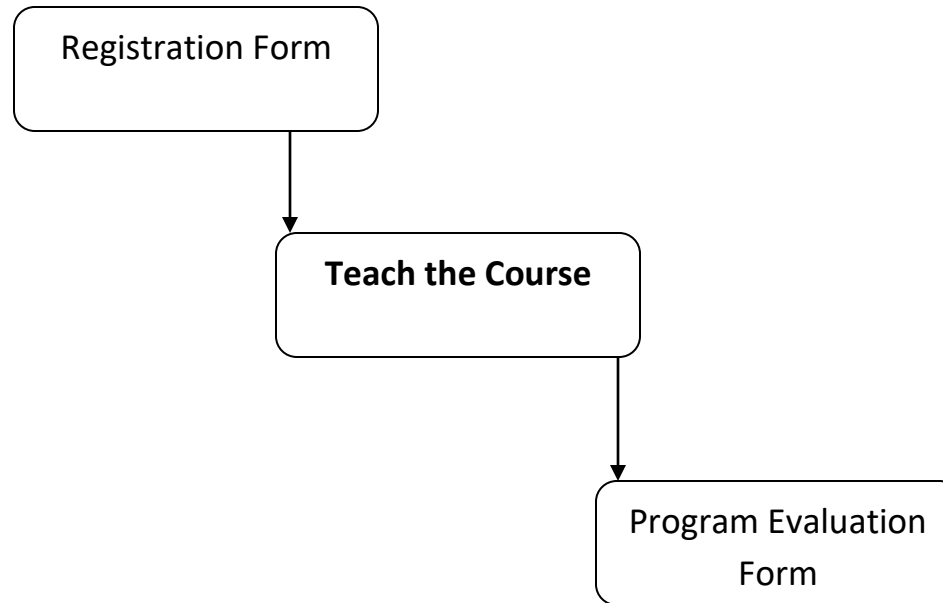 Registration Form
Teach the Course
Program Evaluation
Form